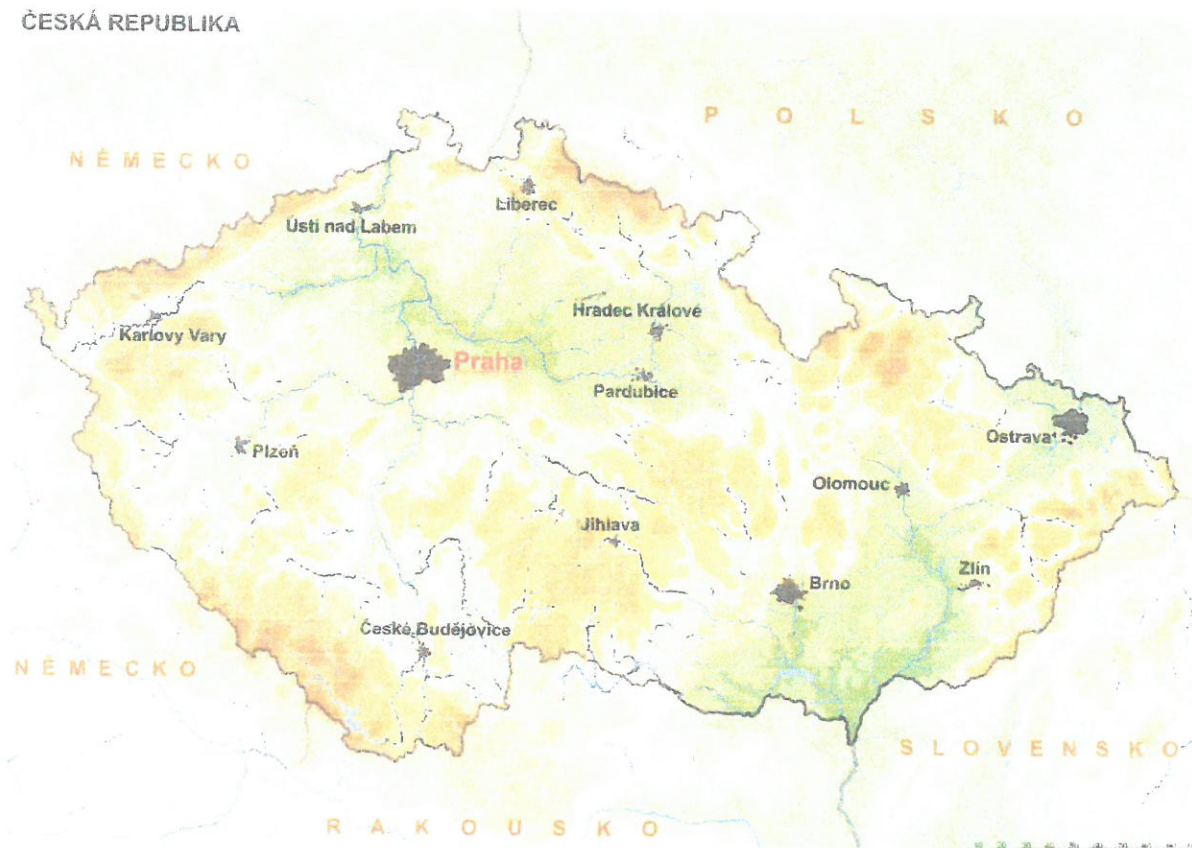 ČESKÁ REPUBLIKA
POLSKO
NĚMECKO
Liberec
Ústí nad Labem
Hradec Králové
Karlovy Vary
Praha
Pardubice
Ostrava
Plzeň
Olomouc
Jihlava
Zlín
Brno
České Budějovice
NĚMECKO
SLOVENSKO
RAKOUSKO